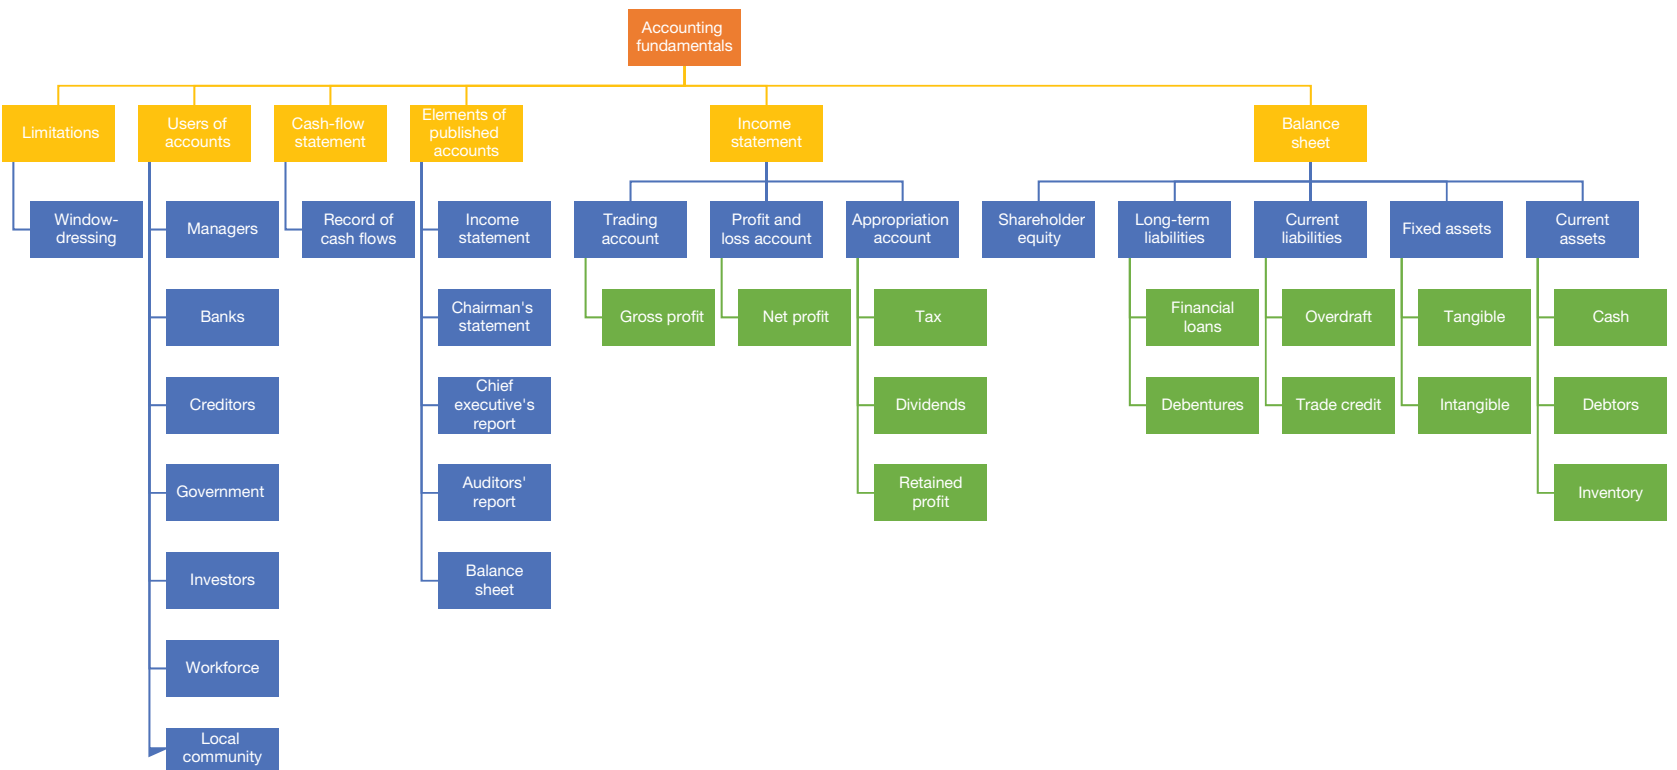 Accounting
fundamentals
Limitations
Users of
accounts
Cash-flow
statement
Elements of
published
accounts
Income
statement
Balance
sheet
Window-
dressing
Managers
Record of
cash flows
Income
statement
Trading
account
Profit and
loss account
Appropriation
account
Shareholder
equity
Long-term
liabilities
Current
liabilities
Fixed assets
Current
assets
Banks
Chairman's
statement
Gross profit
Net profit
Tax
Financial
loans
Overdraft
Tangible
Cash
Creditors
Chief
executive's
report
Dividends
Debentures
Trade credit
Intangible
Debtors
Government
Auditors'
report
Retained
profit
Inventory
Investors
Balance
sheet
Workforce
Local
community